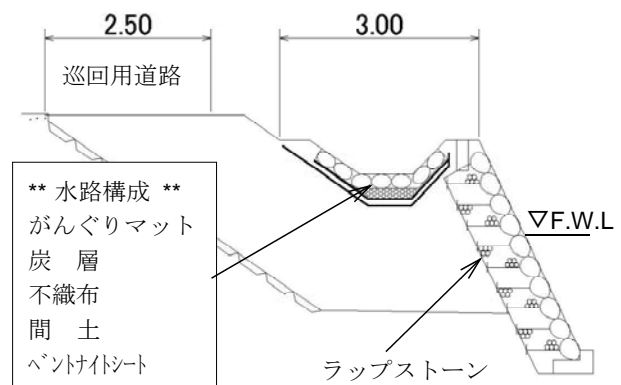 2.50
3.00
巡回用道路
** 水路構成 **
がんぐりマット
炭　層
不織布
間　土
ベントナイトシート
▽F.W.L
ラップストーン